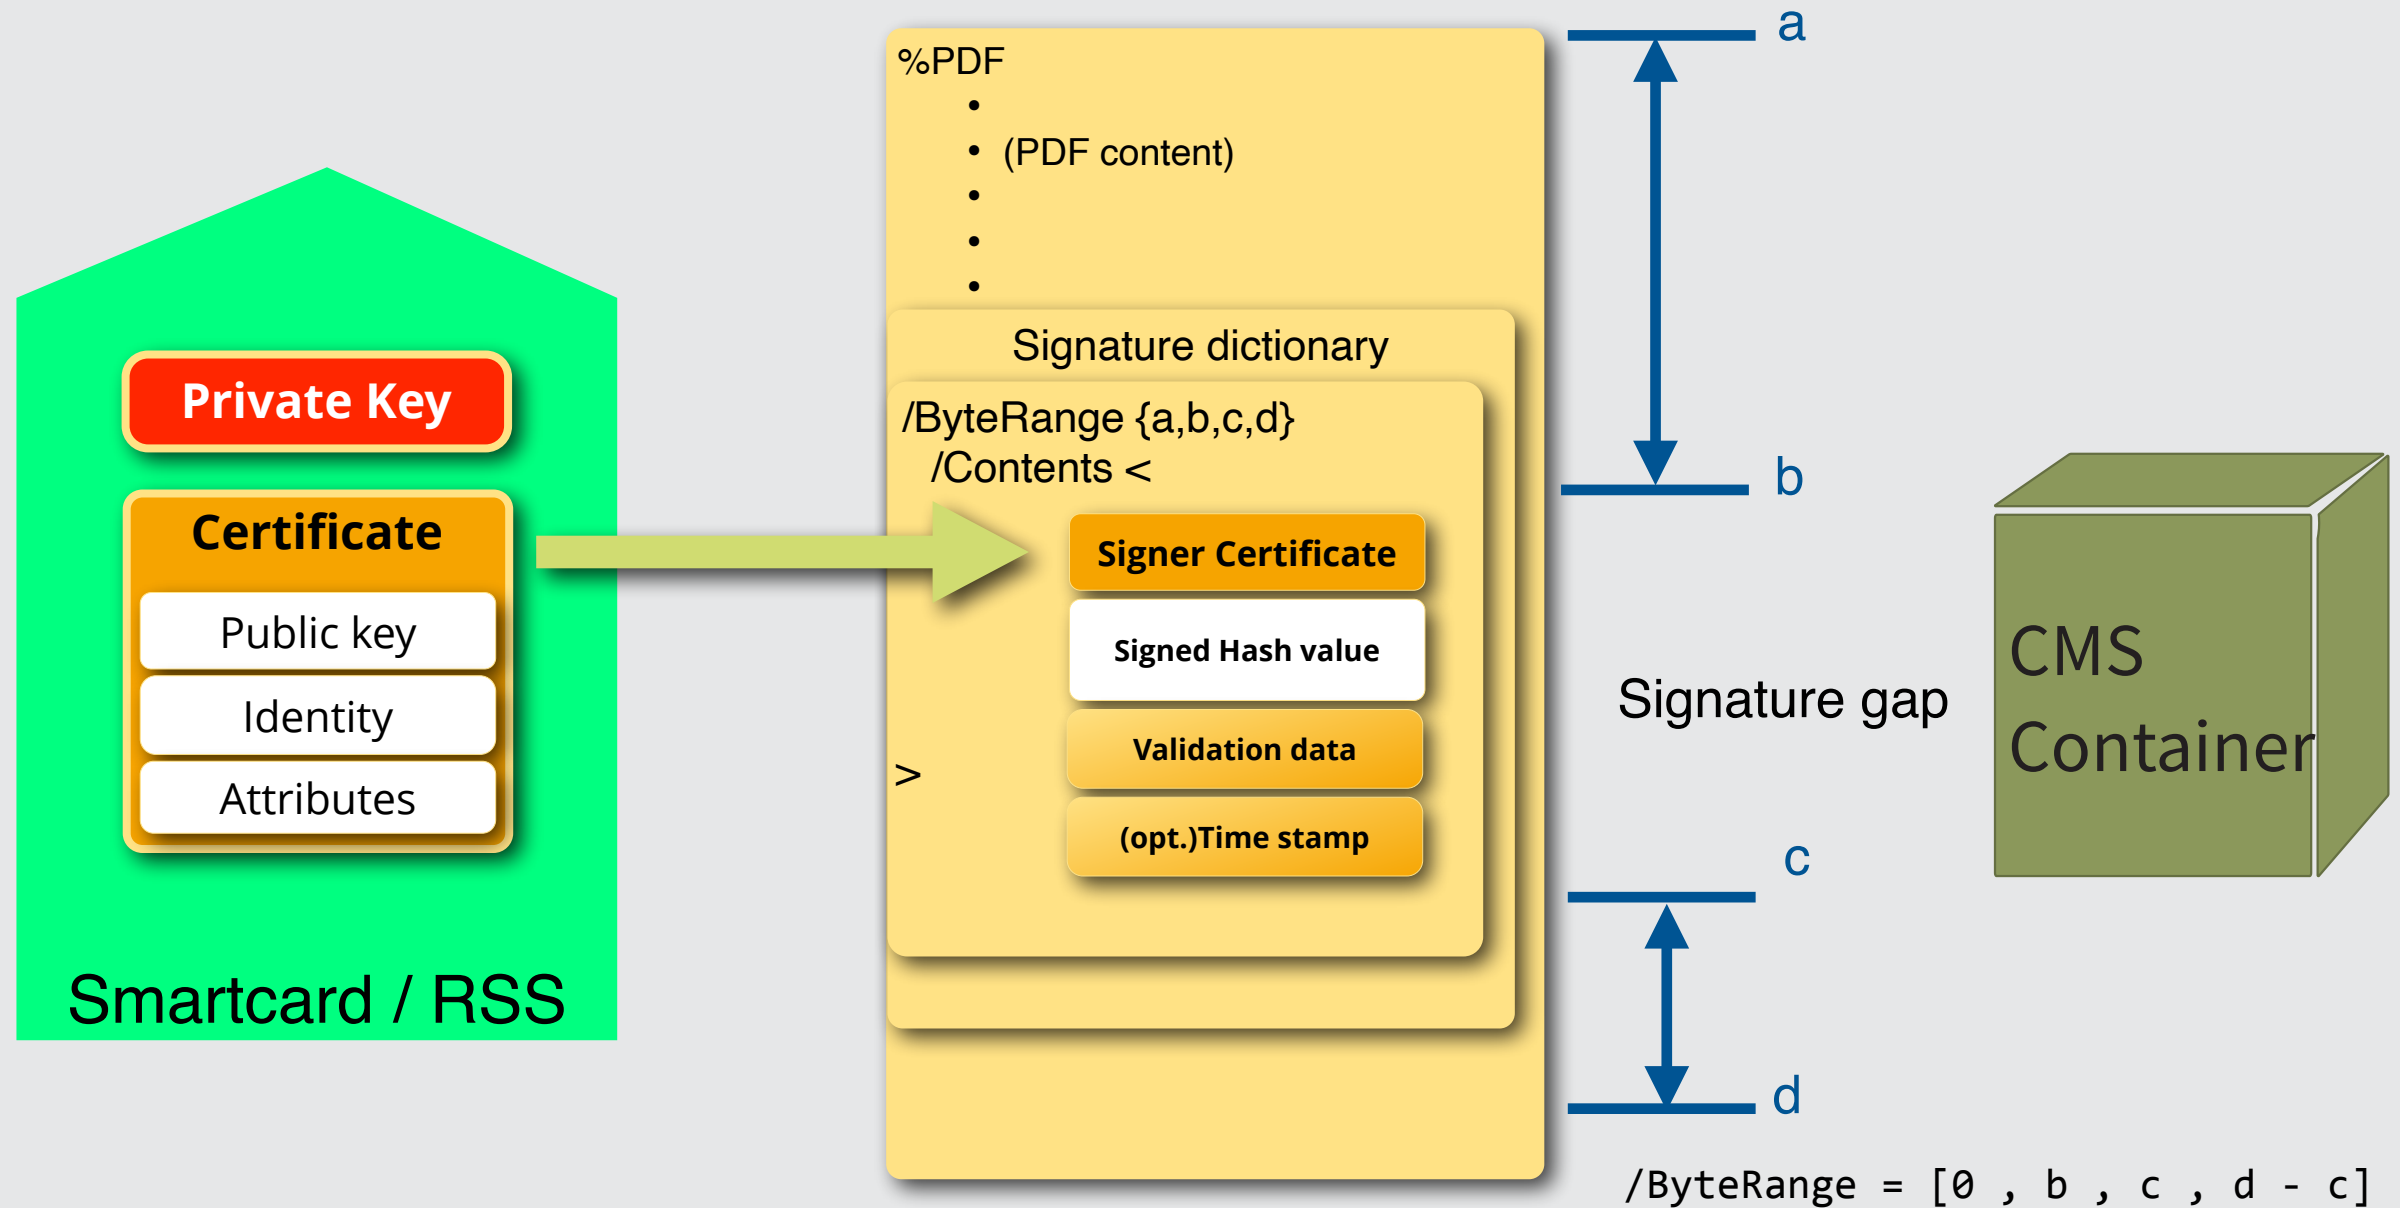 Private Key
Certificate
Public key
Identity
Attributes
Smartcard / RSS
%PDF
•
• (PDF content)
•
•
•
Signature dictionary
/ByteRange {a,b,c,d}
/Contents <
Signer Certificate
Signed Hash value
Validation data
>
(opt.)Time stamp
a
b
Signature gap
c
d
CMS
Container
/ByteRange = [0 , b , c , d - c]